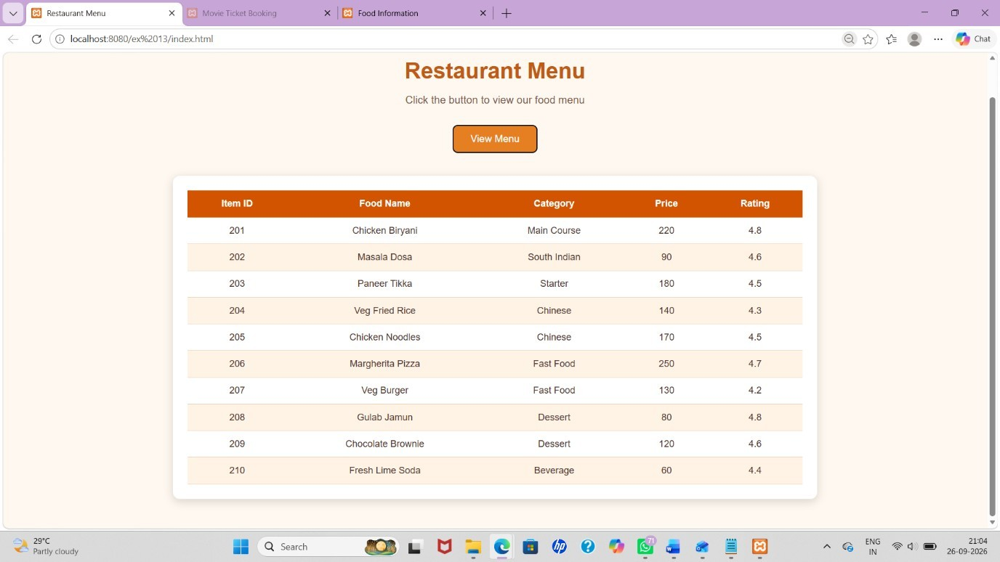 Restaurant Menu
Movie Ticket Booking
Food Information
localhost:8080/ex%2013/index.html
Chat
Restaurant Menu
Click the button to view our food menu
View Menu
Item ID Food Name Category Price Rating
201 Chicken Biryani Main Course 220 4.8
202 Masala Dosa South Indian 90 4.6
203 Paneer Tikka Starter 180 4.5
204 Veg Fried Rice Chinese 140 4.3
205 Chicken Noodles Chinese 170 4.5
206 Margherita Pizza Fast Food 250 4.7
207 Veg Burger Fast Food 130 4.2
208 Gulab Jamun Dessert 80 4.8
209 Chocolate Brownie Dessert 120 4.6
210 Fresh Lime Soda Beverage 60 4.4
29°C
Partly cloudy
Search
hp
71
W
ENG
IN
21:04
26-09-2026